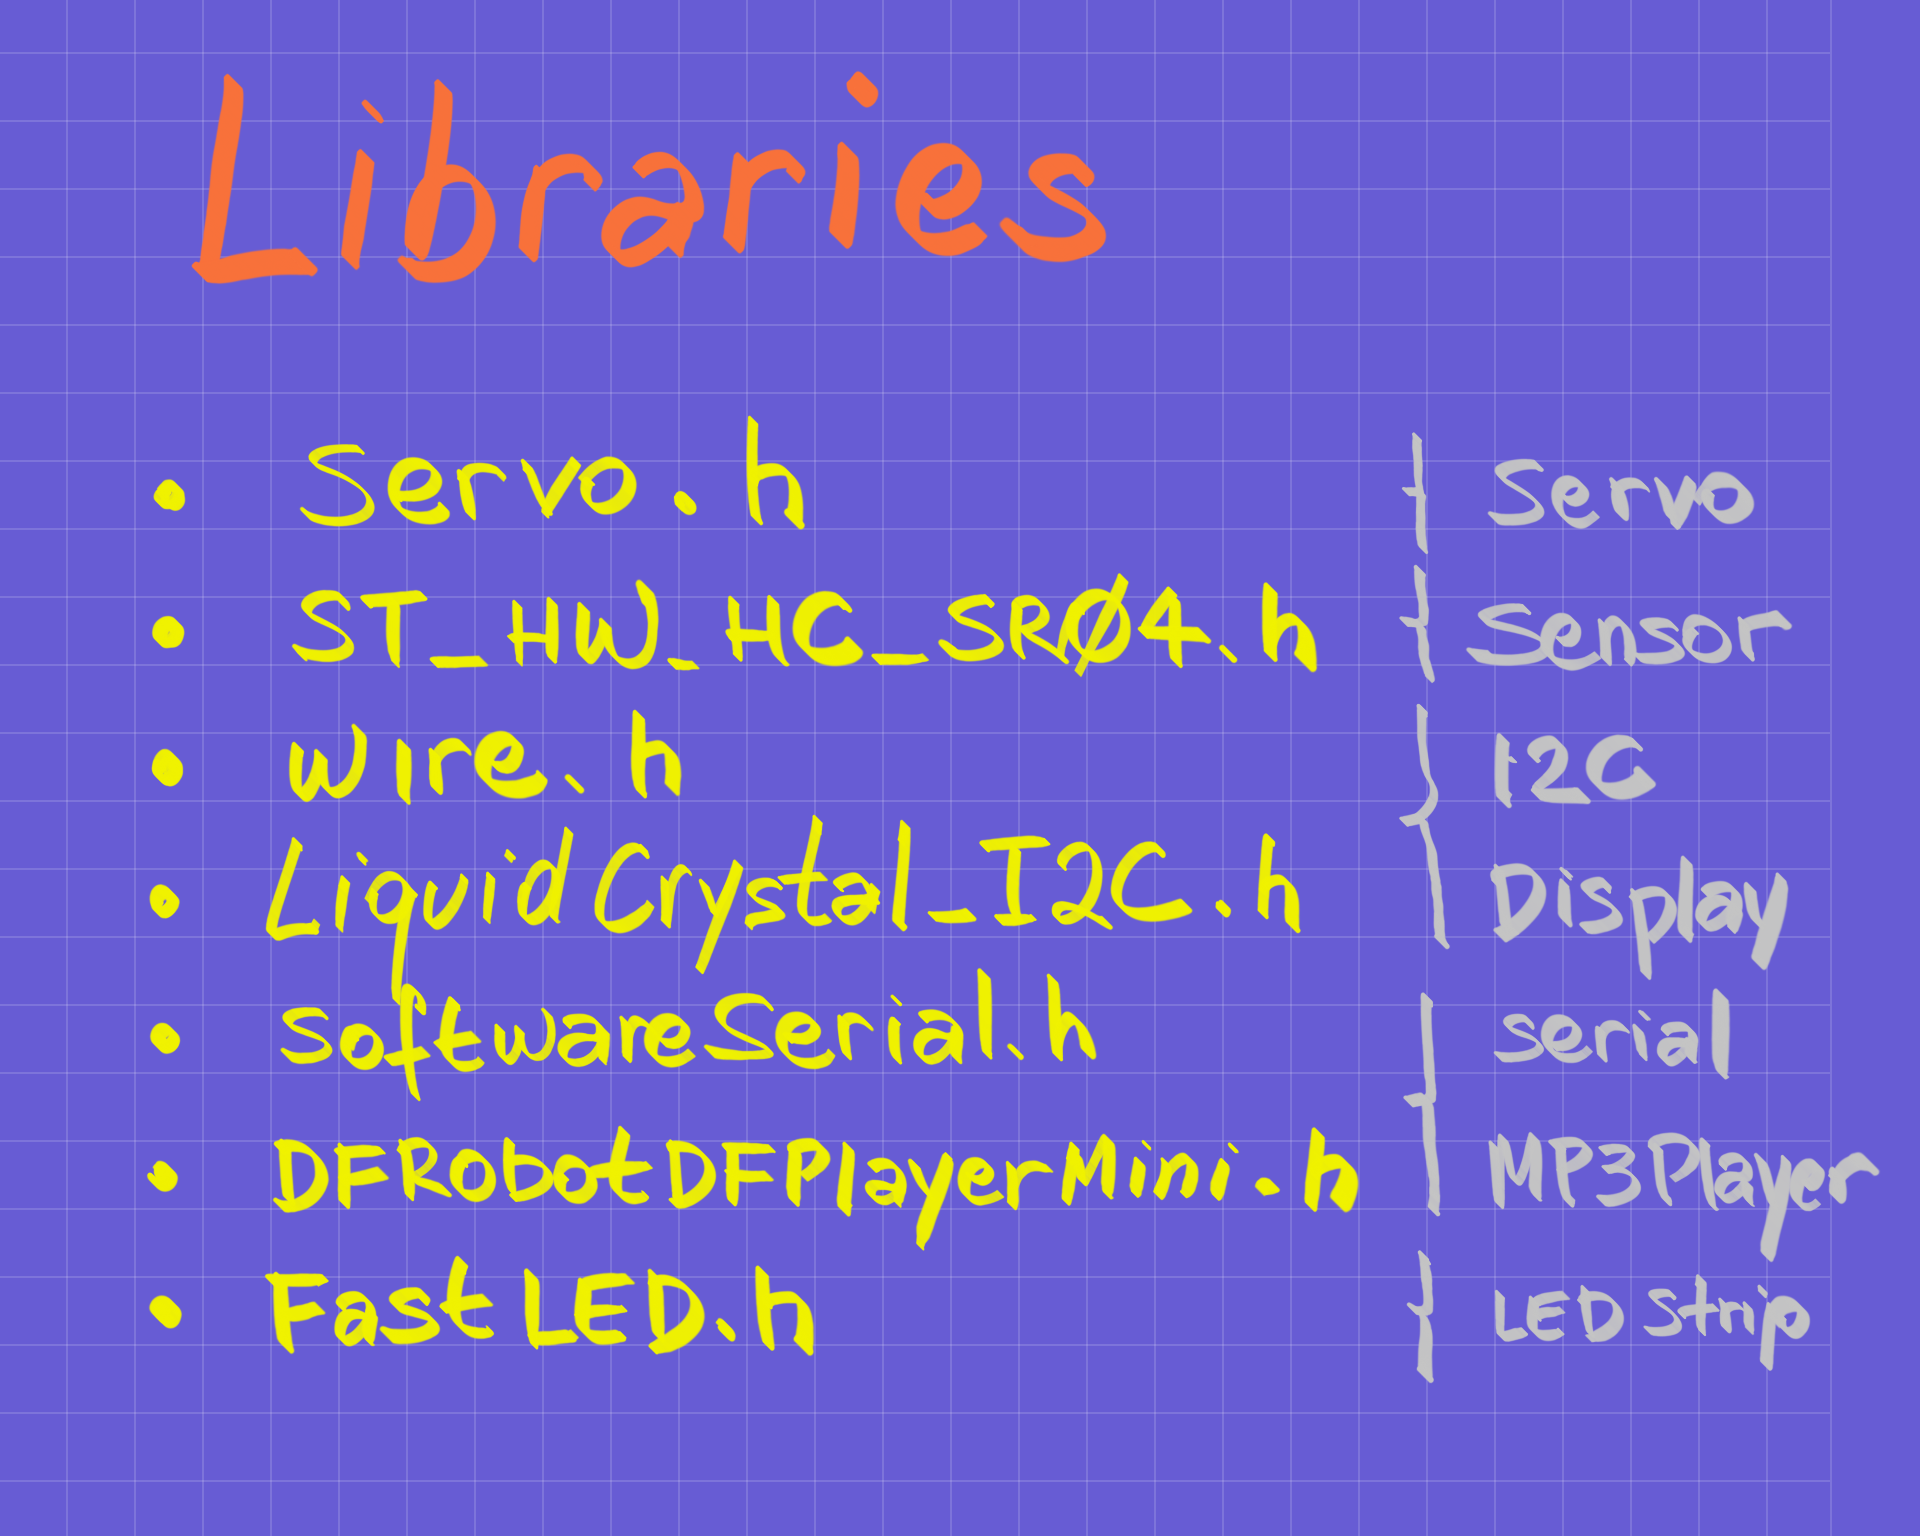 Libraries
• Servo.h } Servo
• ST_HW_HC_SRØ4.h } Sensor
• Wire.h } I2C
• LiquidCrystal_I2C.h Display
• SoftwareSerial.h } Serial
• DFRobotDFPlayerMini.h MP3Player
• FastLED.h } LED Strip